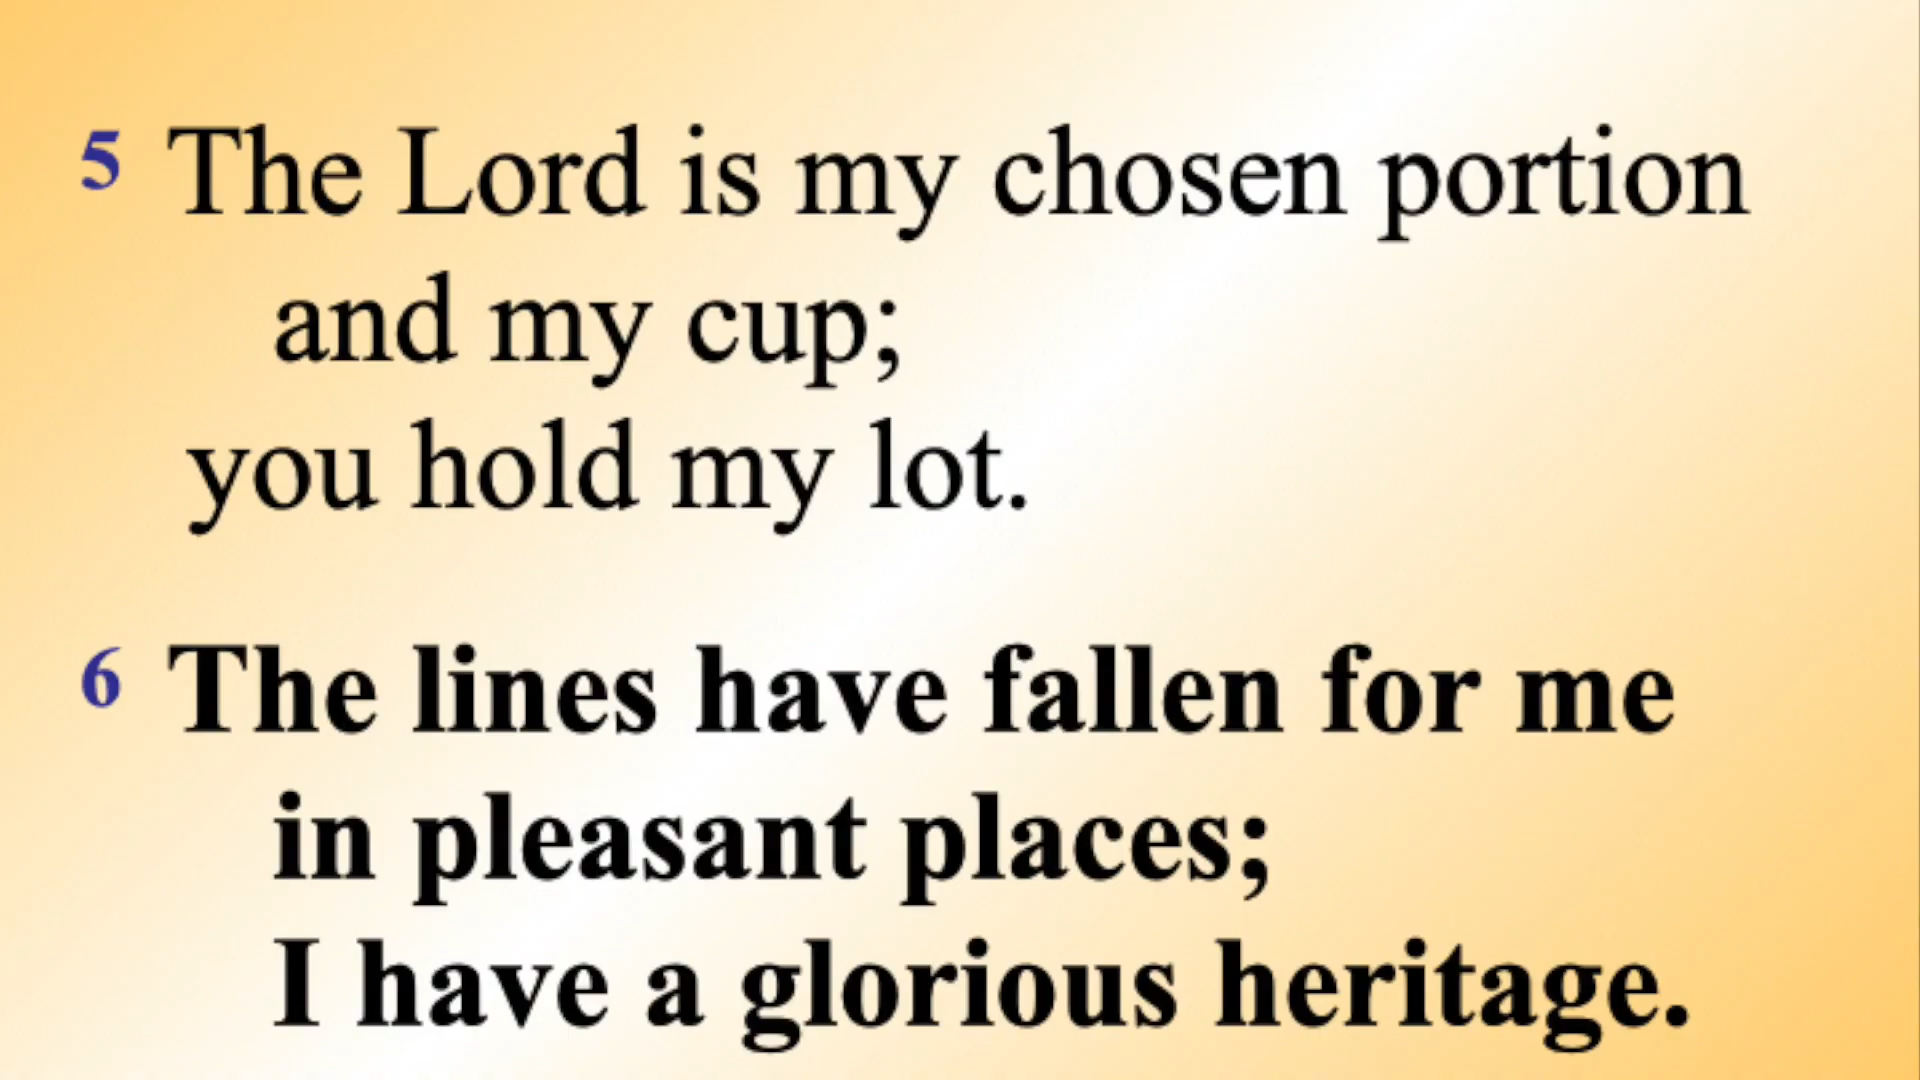 5 The Lord is my chosen portion
and my cup;
you hold my lot.
6 The lines have fallen for me
in pleasant places;
I have a glorious heritage.